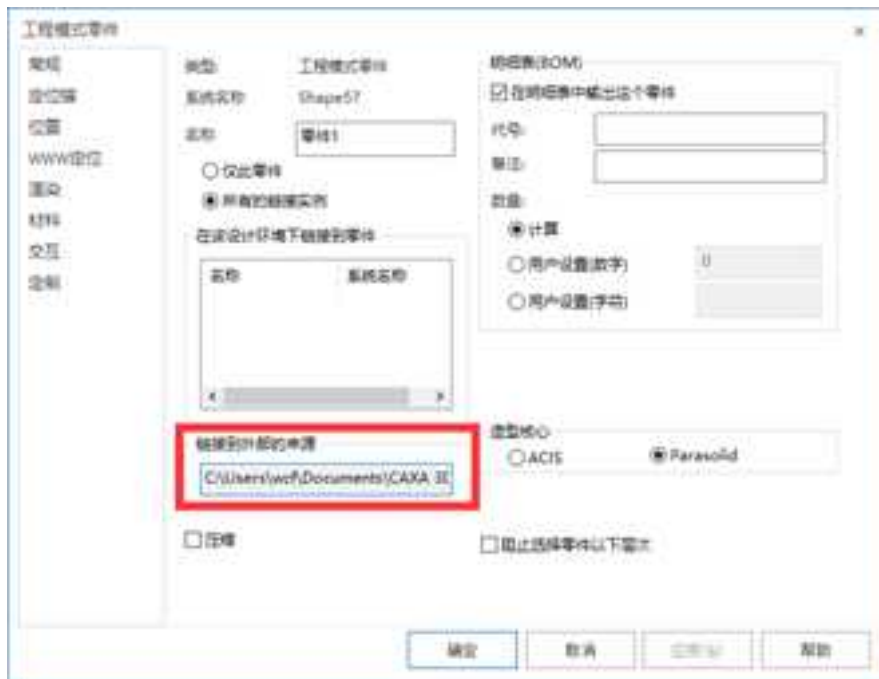 工程模式零件
常规
定位锚
位置
WWW定位
渲染
材料
交互
定制
类型: 工程模式零件
系统名称 Shape57
名称 零件1
仅此零件
所有的链接实例
在该设计环境下链接到零件
名称 系统名称
链接到外部的来源
C:\Users\wcf\Documents\CAXA 3D
压缩
明细表(BOM)
在明细表中输出这个零件
代号:
备注:
数量:
计算
用户设置(数字) 0
用户设置(字符)
造型核心
ACIS Parasolid
阻止选择零件以下层次
确定 取消 帮助